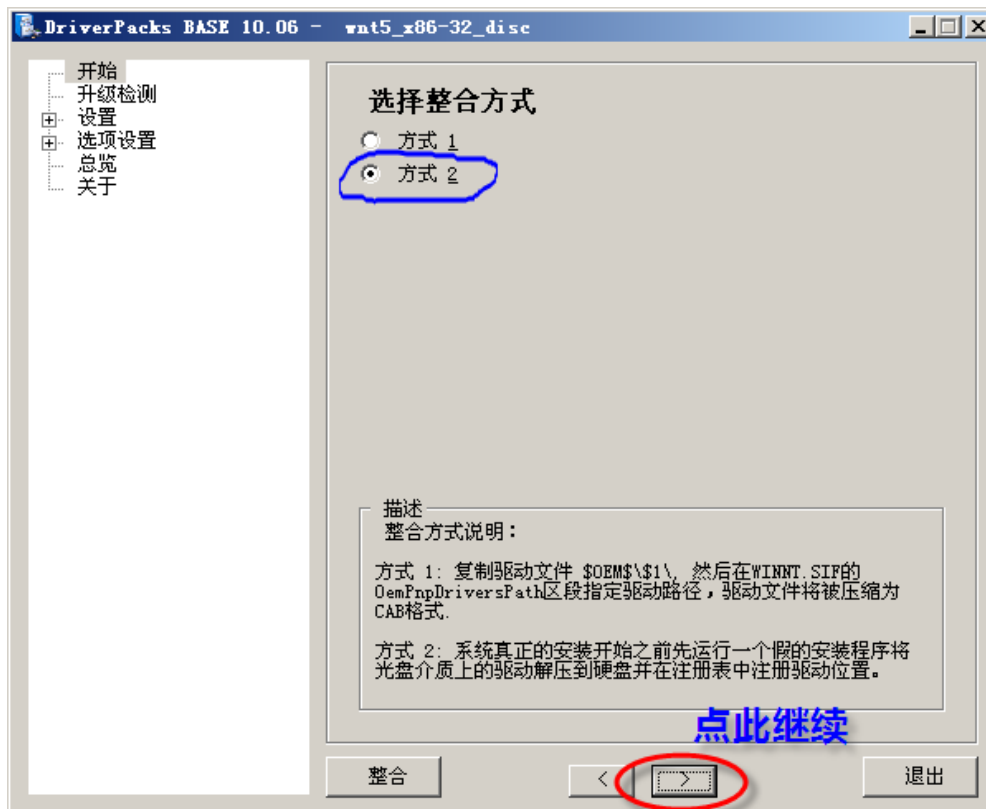 DriverPacks BASE 10.06 - wnt5_x86-32_disc
开始
升级检测
设置
选项设置
总览
关于
选择整合方式
方式 1
方式 2
描述
整合方式说明：
方式 1: 复制驱动文件 $OEM$\$1\, 然后在WINNT.SIF的
OemPnpDriversPath区段指定驱动路径，驱动文件将被压缩为
CAB格式.
方式 2: 系统真正的安装开始之前先运行一个假的安装程序将
光盘介质上的驱动解压到硬盘并在注册表中注册驱动位置。
点此继续
整合
<
>
退出